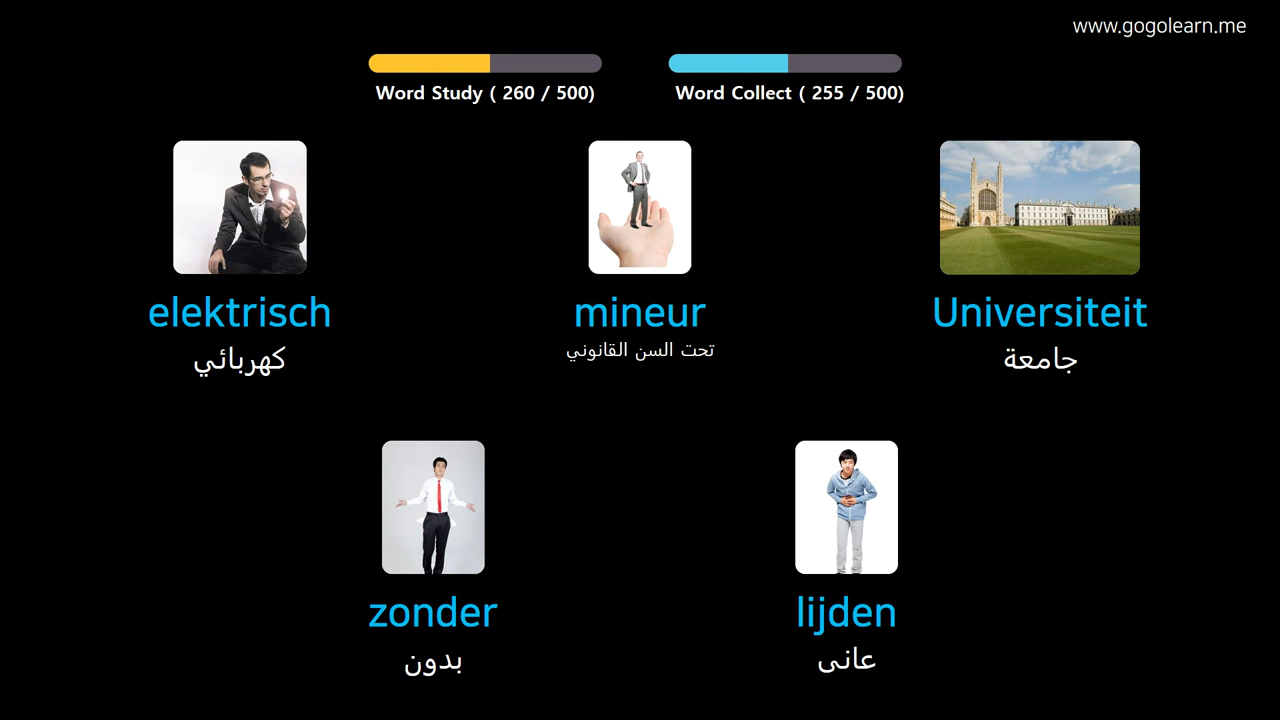 www.gogolearn.me
Word Study ( 260 / 500)
Word Collect ( 255 / 500)
elektrisch
كهربائي
mineur
تحت السن القانوني
Universiteit
جامعة
zonder
بدون
lijden
عانى